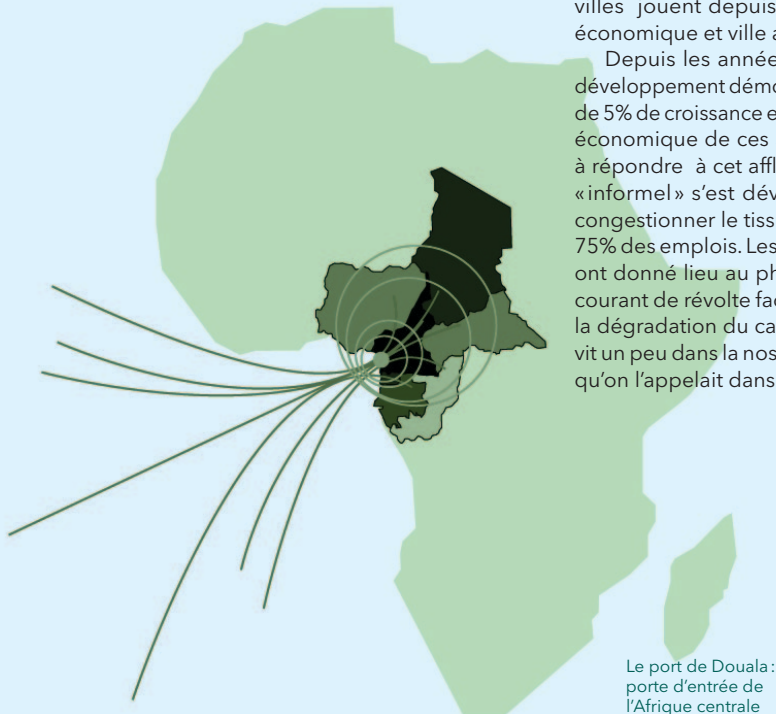 villes jouent depuis
économique et ville a
Depuis les année
développement démo
de 5% de croissance e
économique de ces
à répondre à cet affl
«informel» s'est dév
congestionner le tiss
75% des emplois. Les
ont donné lieu au ph
courant de révolte fac
la dégradation du ca
vit un peu dans la nos
qu'on l'appelait dans
Le port de Douala:
porte d'entrée de
l'Afrique centrale